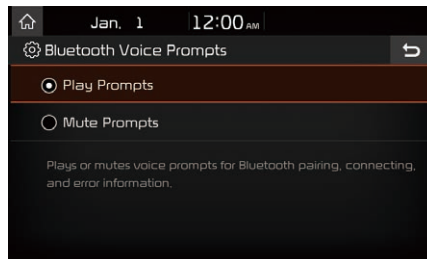 Jan. 1 12:00 AM
Bluetooth Voice Prompts
Play Prompts
Mute Prompts
Plays or mutes voice prompts for Bluetooth pairing, connecting,
and error information.